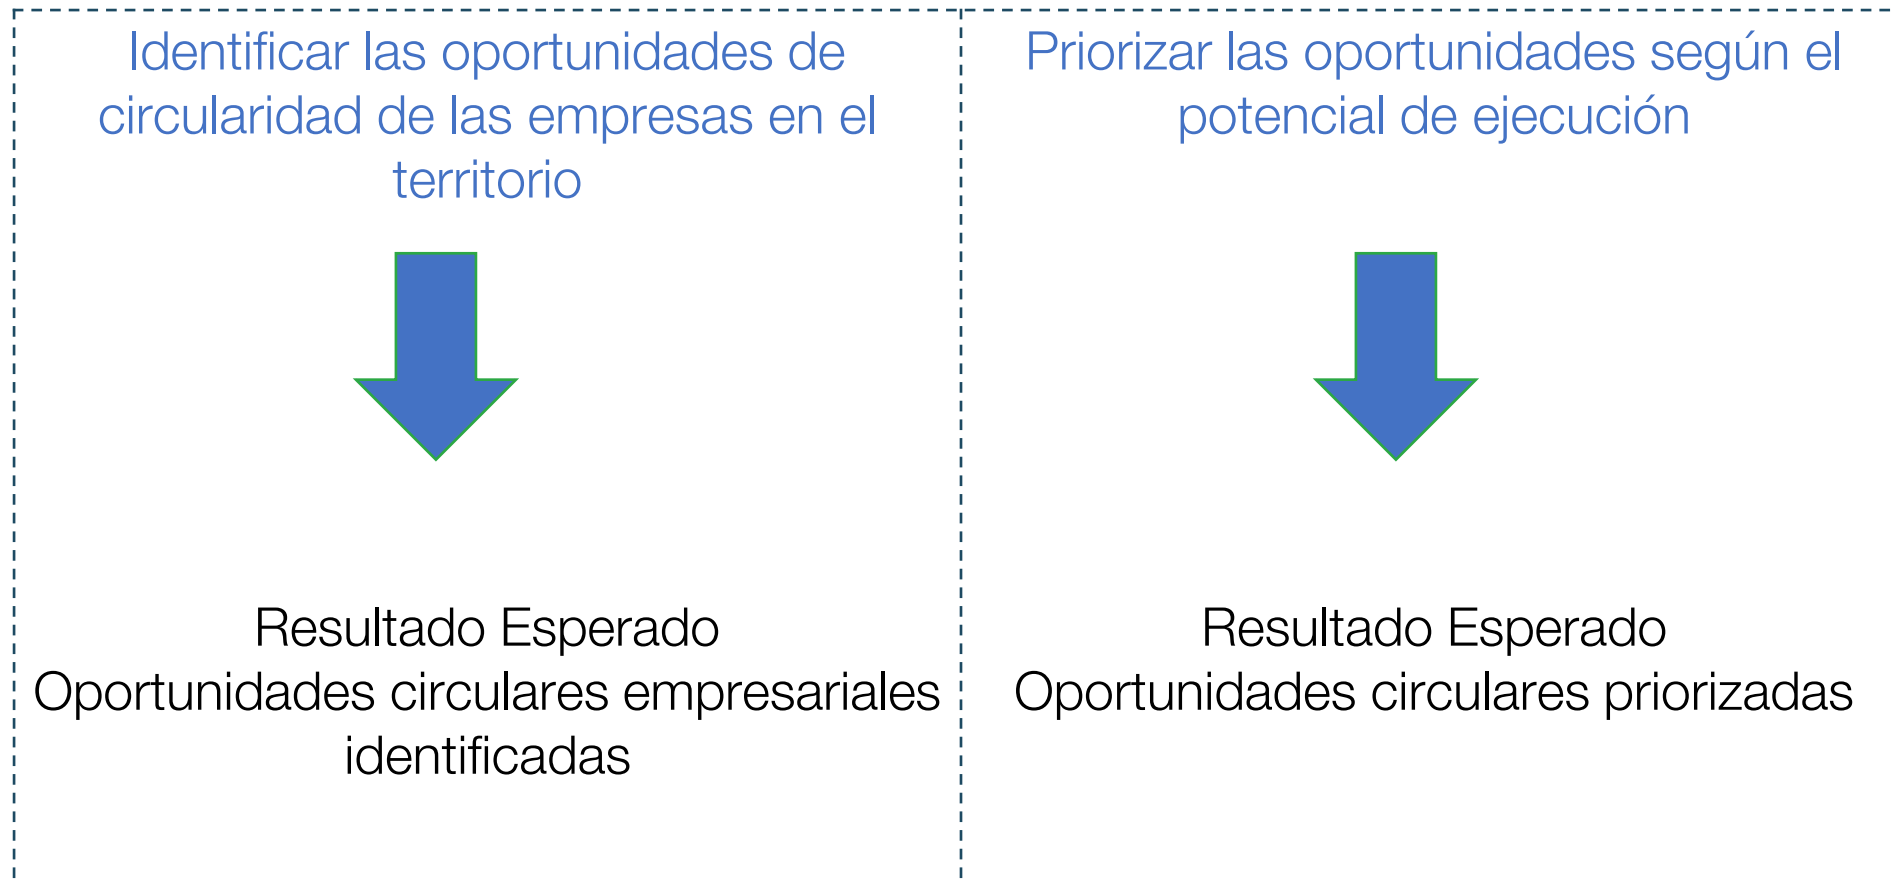 Identificar las oportunidades de
circularidad de las empresas en el
territorio
Resultado Esperado
Oportunidades circulares empresariales
identificadas
Priorizar las oportunidades según el
potencial de ejecución
Resultado Esperado
Oportunidades circulares priorizadas